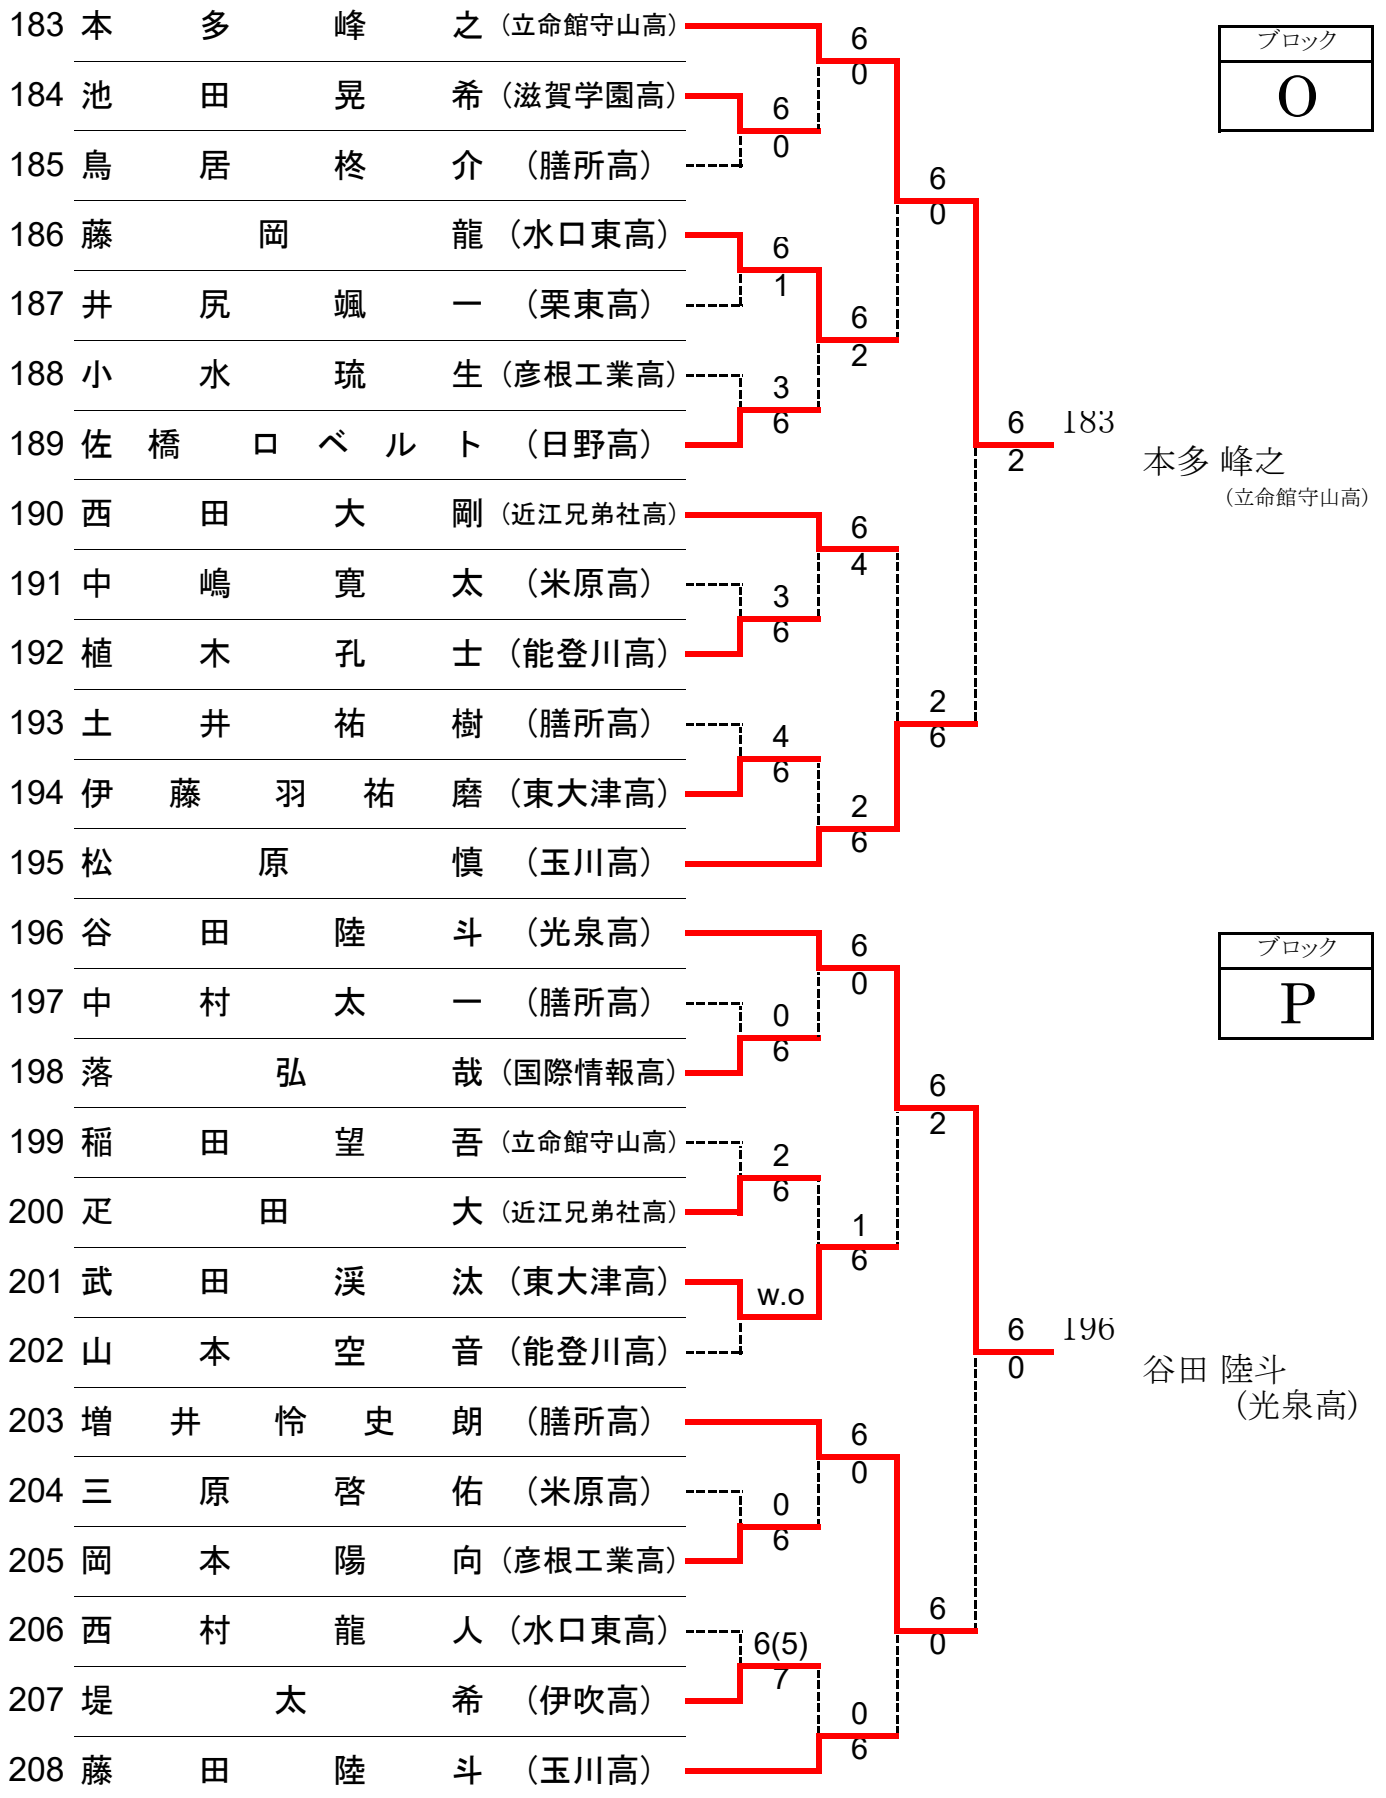 183 本多峰之 (立命館守山高)
6
0
ブロック
O
184 池田晃希 (滋賀学園高)
6
0
185 鳥居柊介 (膳所高)
6
0
186 藤岡龍 (水口東高)
6
1
187 井尻颯一 (栗東高)
6
2
188 小水琉生 (彦根工業高)
3
6
189 佐橋ロベルト (日野高)
6
2
183
本多 峰之
(立命館守山高)
190 西田大剛 (近江兄弟社高)
6
4
191 中嶋寛太 (米原高)
3
6
192 植木孔士 (能登川高)
2
6
193 土井祐樹 (膳所高)
4
6
194 伊藤羽祐磨 (東大津高)
2
6
195 松原慎 (玉川高)
196 谷田陸斗 (光泉高)
6
0
ブロック
P
197 中村太一 (膳所高)
0
6
198 落弘哉 (国際情報高)
6
2
199 稲田望吾 (立命館守山高)
2
6
200 疋田大 (近江兄弟社高)
1
6
201 武田渓汰 (東大津高)
w.o
202 山本空音 (能登川高)
6
0
196
谷田 陸斗
(光泉高)
203 増井怜史朗 (膳所高)
6
0
204 三原啓佑 (米原高)
0
6
205 岡本陽向 (彦根工業高)
6
0
206 西村龍人 (水口東高)
6(5)
7
207 堤太希 (伊吹高)
0
6
208 藤田陸斗 (玉川高)